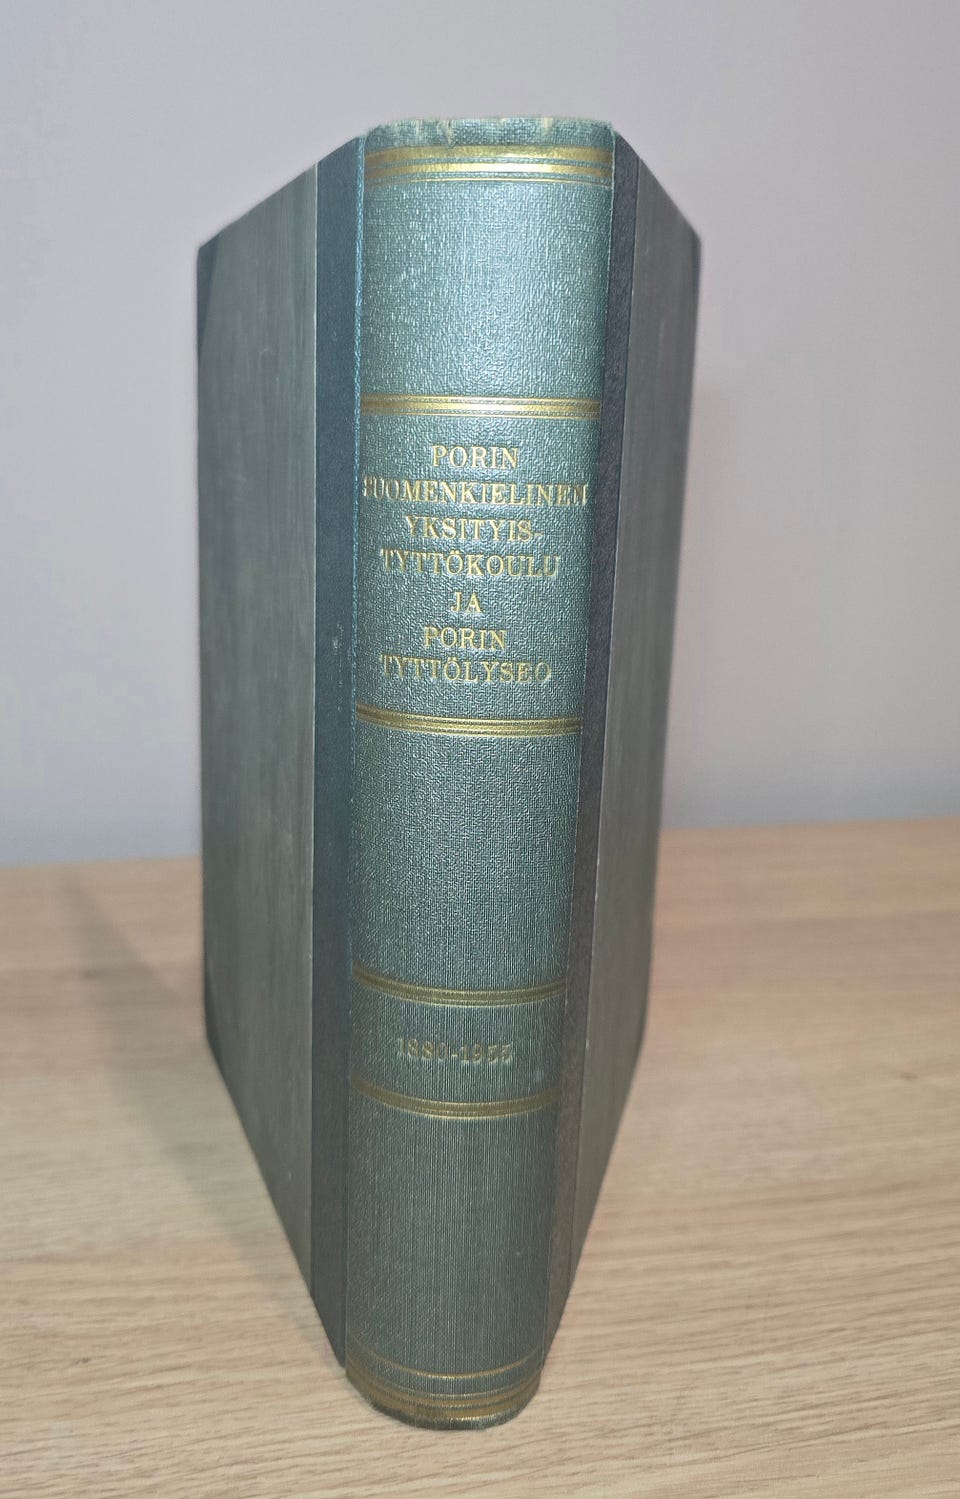 PORIN
SUOMENKIELINEN
YKSITYIS-
TYTTÖKOULU
JA
PORIN
TYTTÖLYSEO